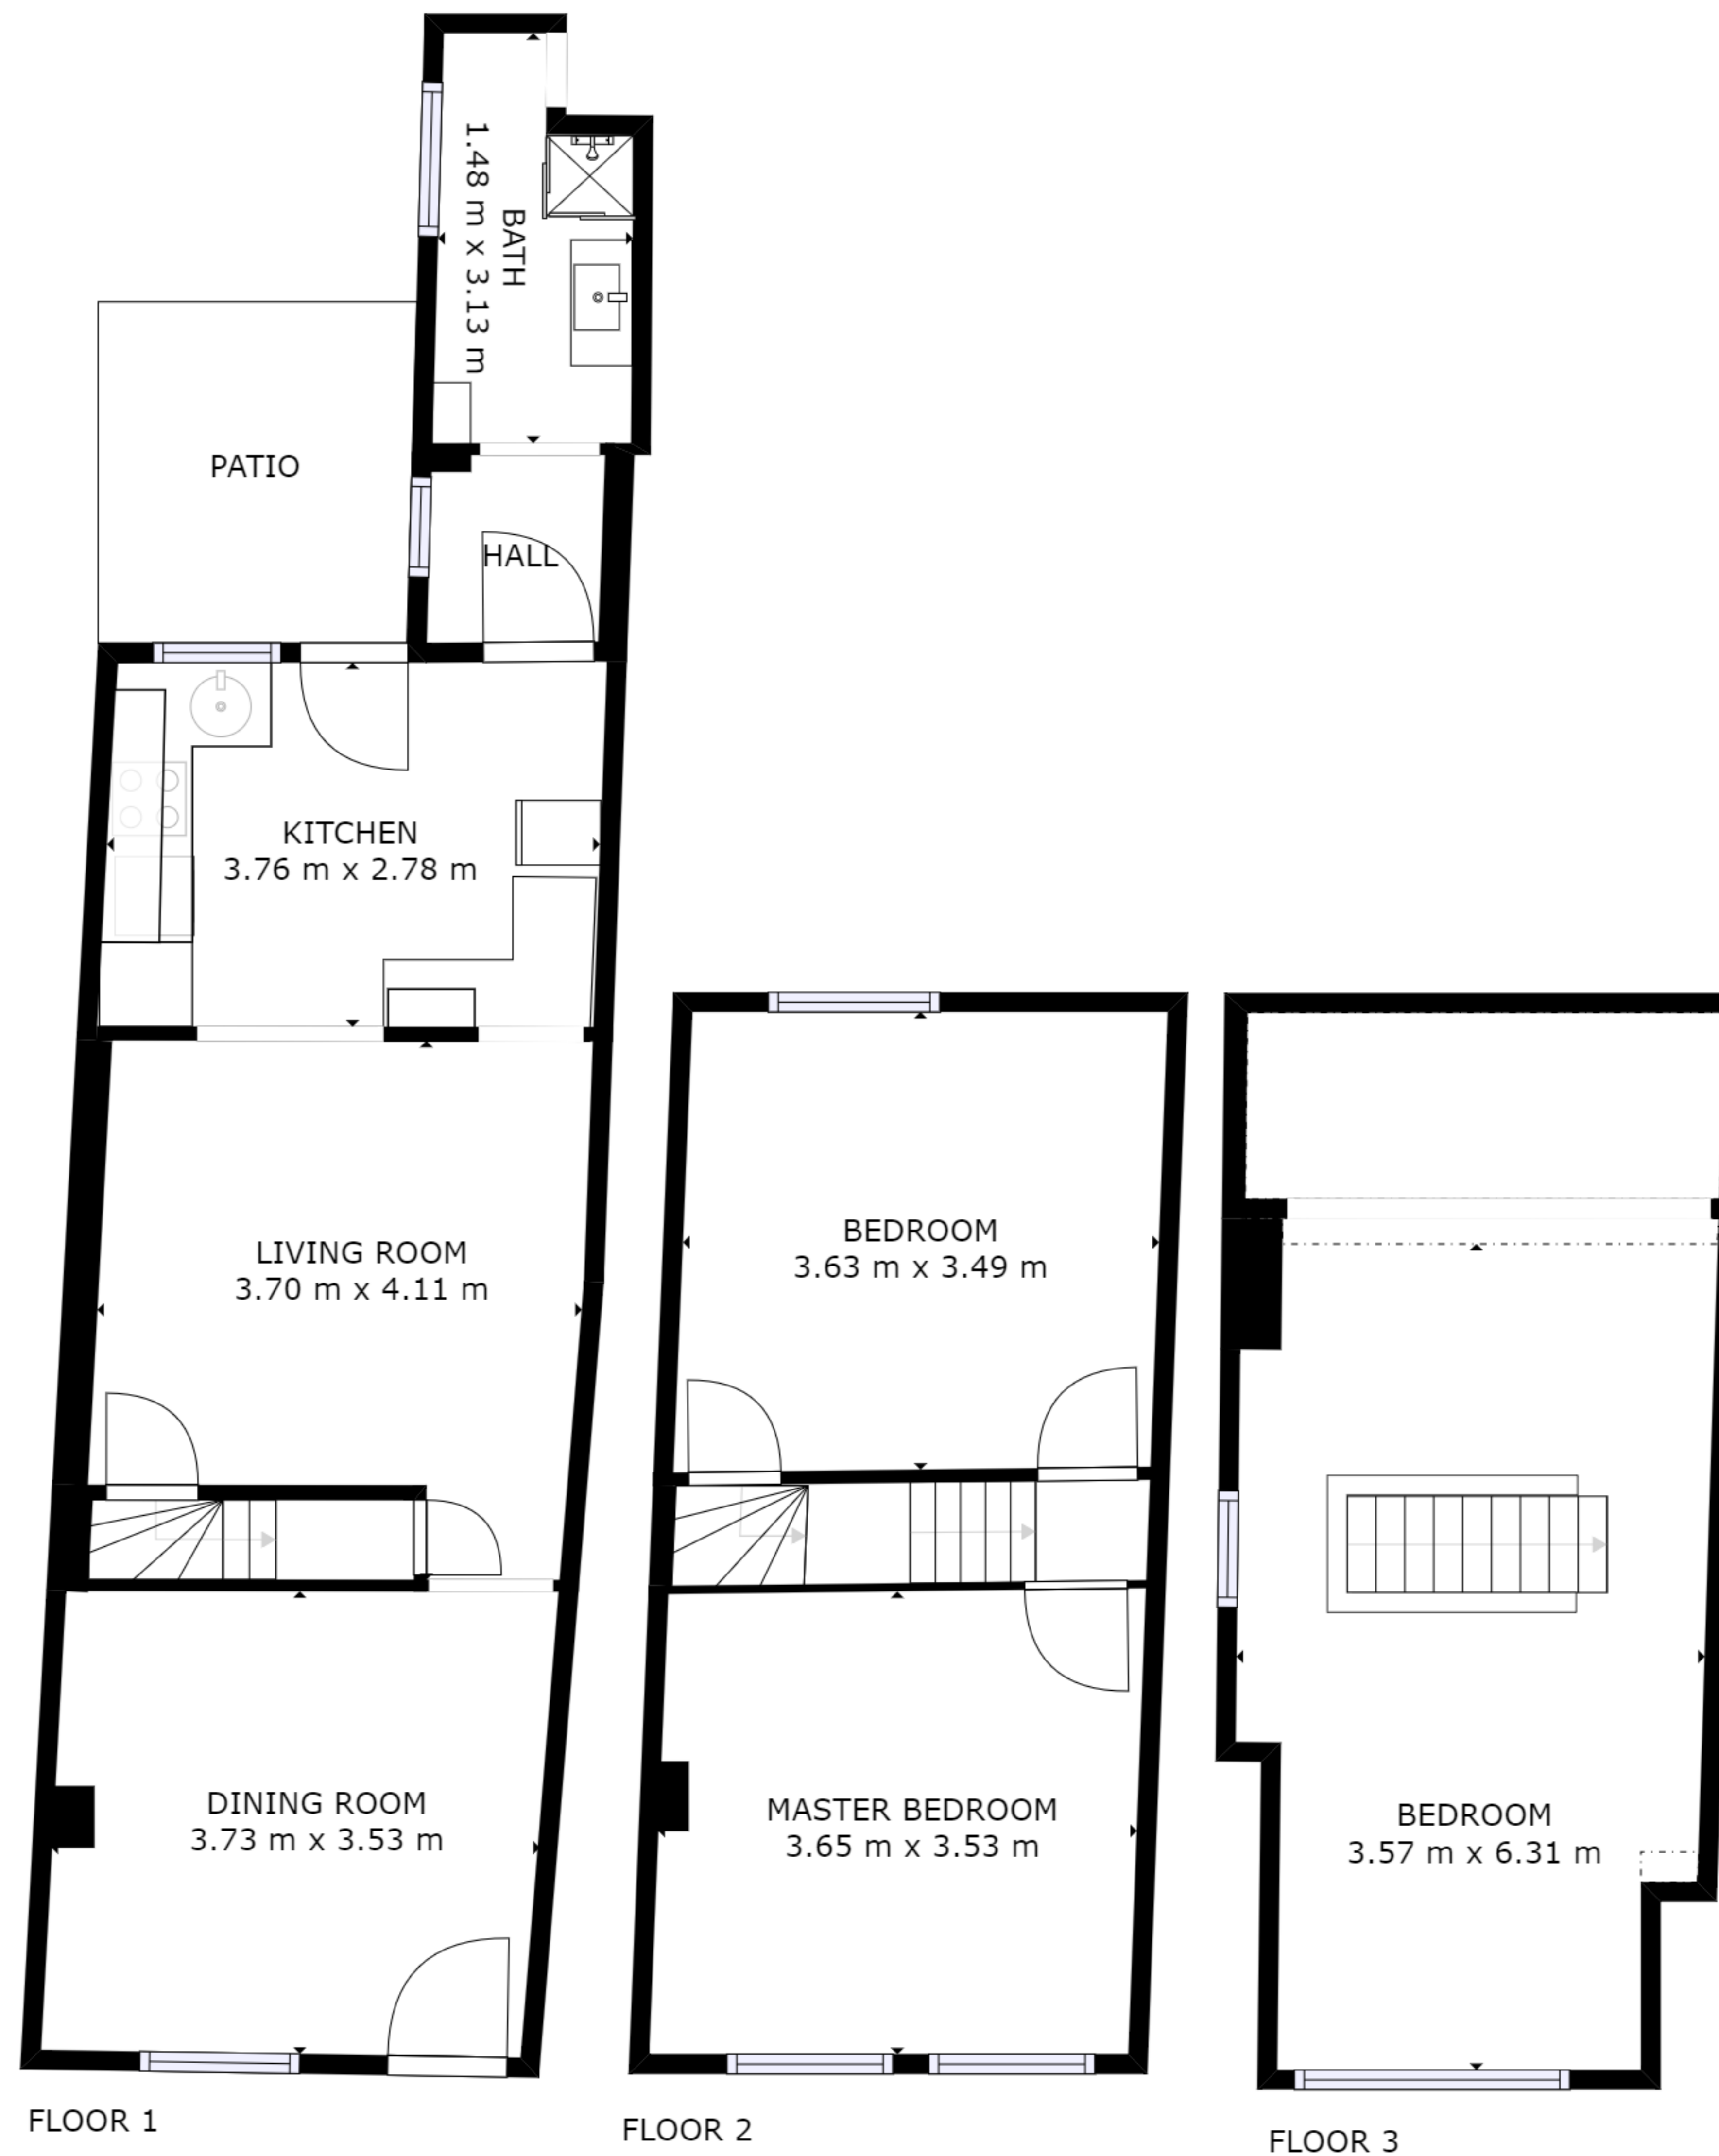 BATH
1.48 m x 3.13 m
PATIO
HALL
KITCHEN
3.76 m x 2.78 m
LIVING ROOM
3.70 m x 4.11 m
DINING ROOM
3.73 m x 3.53 m
FLOOR 1
BEDROOM
3.63 m x 3.49 m
MASTER BEDROOM
3.65 m x 3.53 m
FLOOR 2
BEDROOM
3.57 m x 6.31 m
FLOOR 3